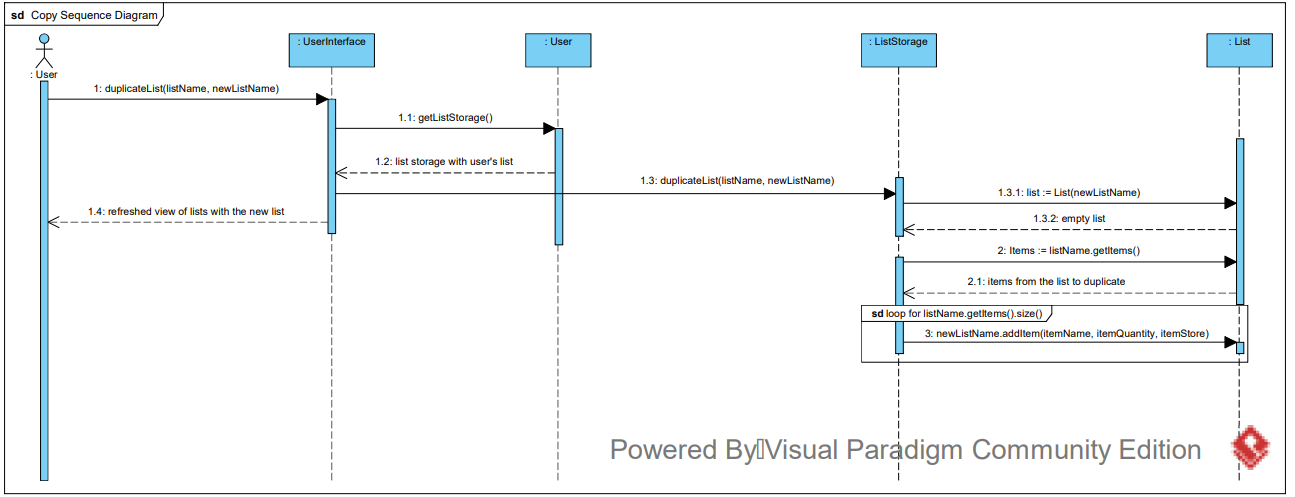 sd Copy Sequence Diagram
: User
: UserInterface
: User
: ListStorage
: List
1: duplicateList(listName, newListName)
1.1: getListStorage()
1.2: list storage with user's list
1.3: duplicateList(listName, newListName)
1.3.1: list := List(newListName)
1.4: refreshed view of lists with the new list
1.3.2: empty list
2: Items := listName.getItems()
2.1: items from the list to duplicate
sd loop for listName.getItems().size()
3: newListName.addItem(itemName, itemQuantity, itemStore)
Powered By Visual Paradigm Community Edition